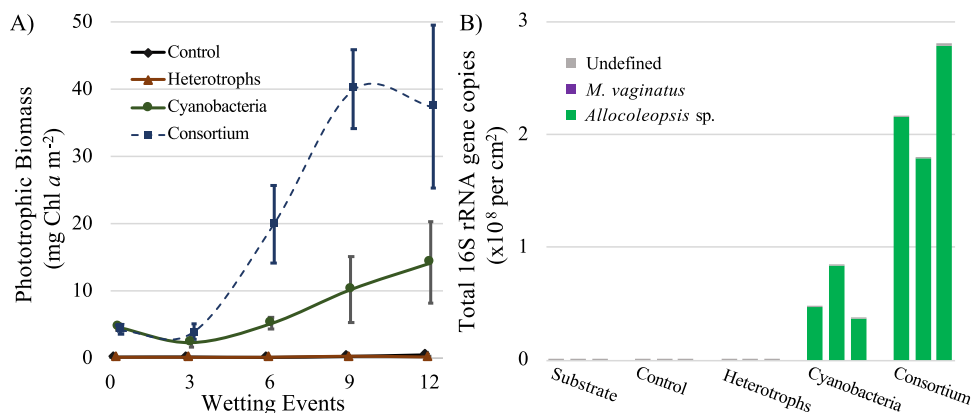 A)
Phototrophic Biomass
(mg Chl a m-2)
50
40
30
20
10
0
Control
Heterotrophs
Cyanobacteria
Consortium
0 3 6 9 12
Wetting Events
B)
Total 16S rRNA gene copies
(x10⁸ per cm²)
3
2
1
0
Undefined
M. vaginatus
Allocoleopsis sp.
Substrate Control Heterotrophs Cyanobacteria Consortium